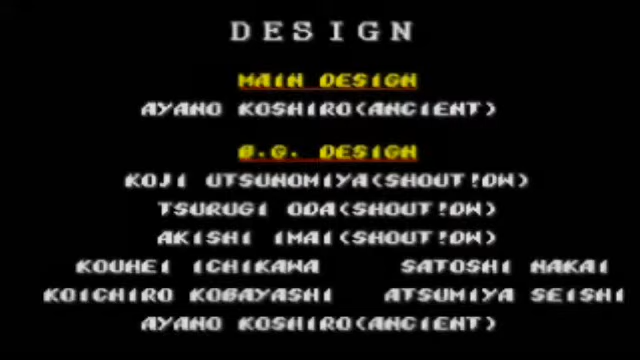 DESIGN
MAIN DESIGN
AYANO KOSHIRO(ANCIENT)
B.G. DESIGN
KOJI UTSUNOMIYA(SHOUT!DW)
TSURUGI ODA(SHOUT!DW)
AKISHI IMAI(SHOUT!DW)
KOUHEI ICHIKAWA SATOSHI NAKAI
KOICHIRO KOBAYASHI ATSUMIYA SEISHI
AYANO KOSHIRO(ANCIENT)